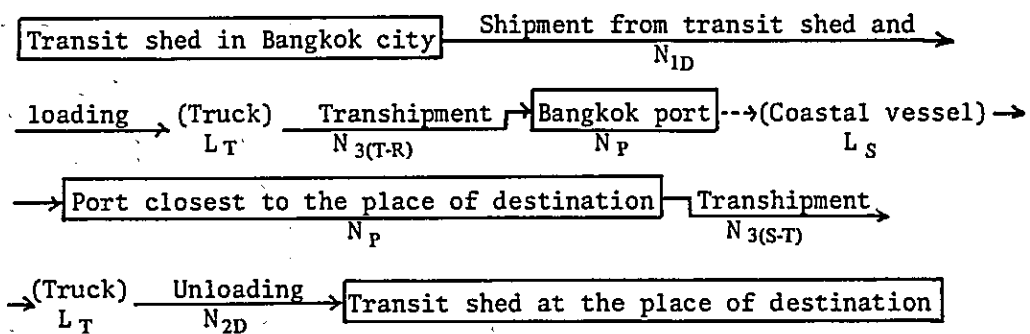 Transit shed in Bangkok city Shipment from transit shed and
N1D
loading (Truck) Transhipment Bangkok port (Coastal vessel)
LT N3(T-R) NP LS
Port closest to the place of destination Transhipment
NP N3(S-T)
(Truck) Unloading Transit shed at the place of destination
LT N2D